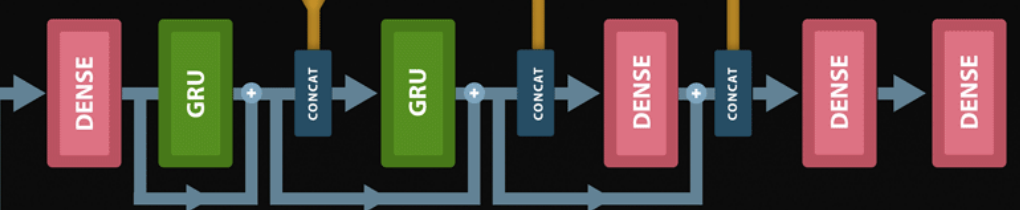 DENSE
GRU
+
CONCAT
GRU
+
CONCAT
DENSE
+
CONCAT
DENSE
DENSE